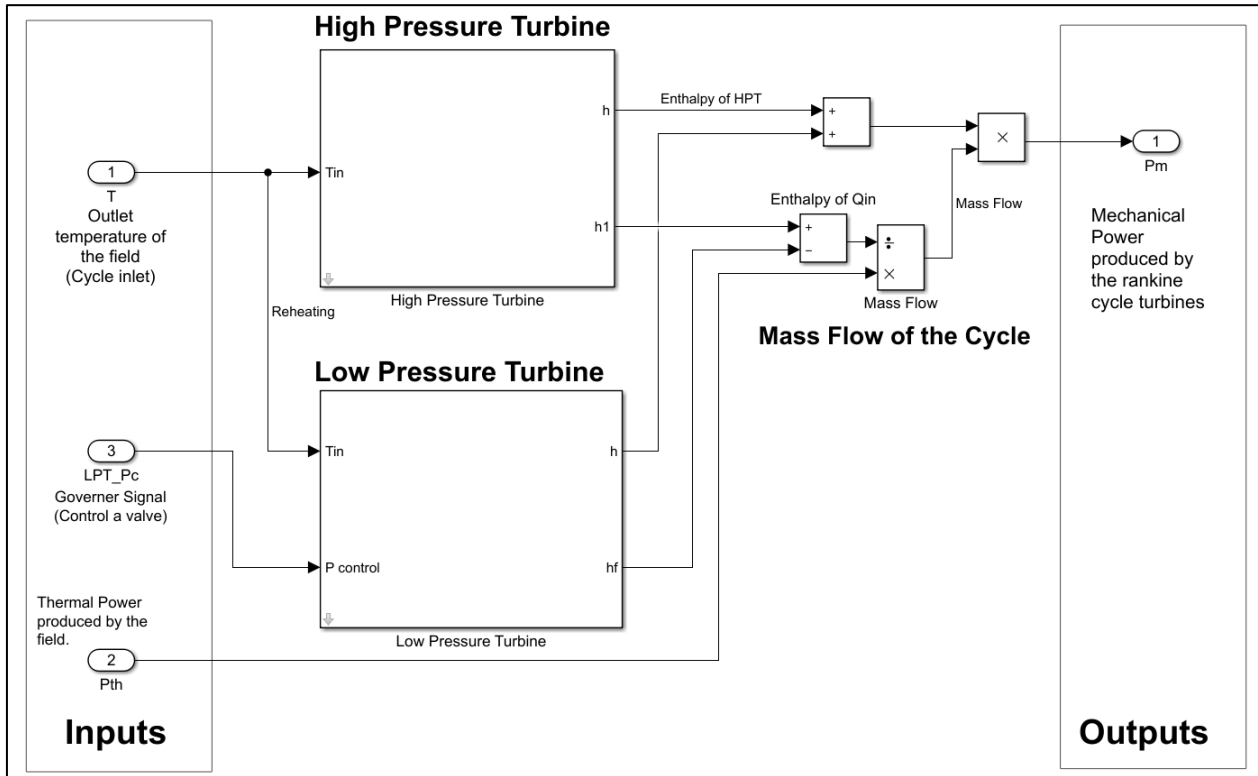 High Pressure Turbine
h
Enthalpy of HPT
+
+
×
1
Pm
1
T
Outlet
temperature of
the field
(Cycle inlet)
Tin
h1
Enthalpy of Qin
+
−
÷
×
Mass Flow
Mass Flow
Mechanical
Power
produced by
the rankine
cycle turbines
High Pressure Turbine
Reheating
Mass Flow of the Cycle
Low Pressure Turbine
3
LPT_Pc
Governer Signal
(Control a valve)
Tin
h
P control
hf
Low Pressure Turbine
Thermal Power
produced by the
field.
2
Pth
Inputs
Outputs